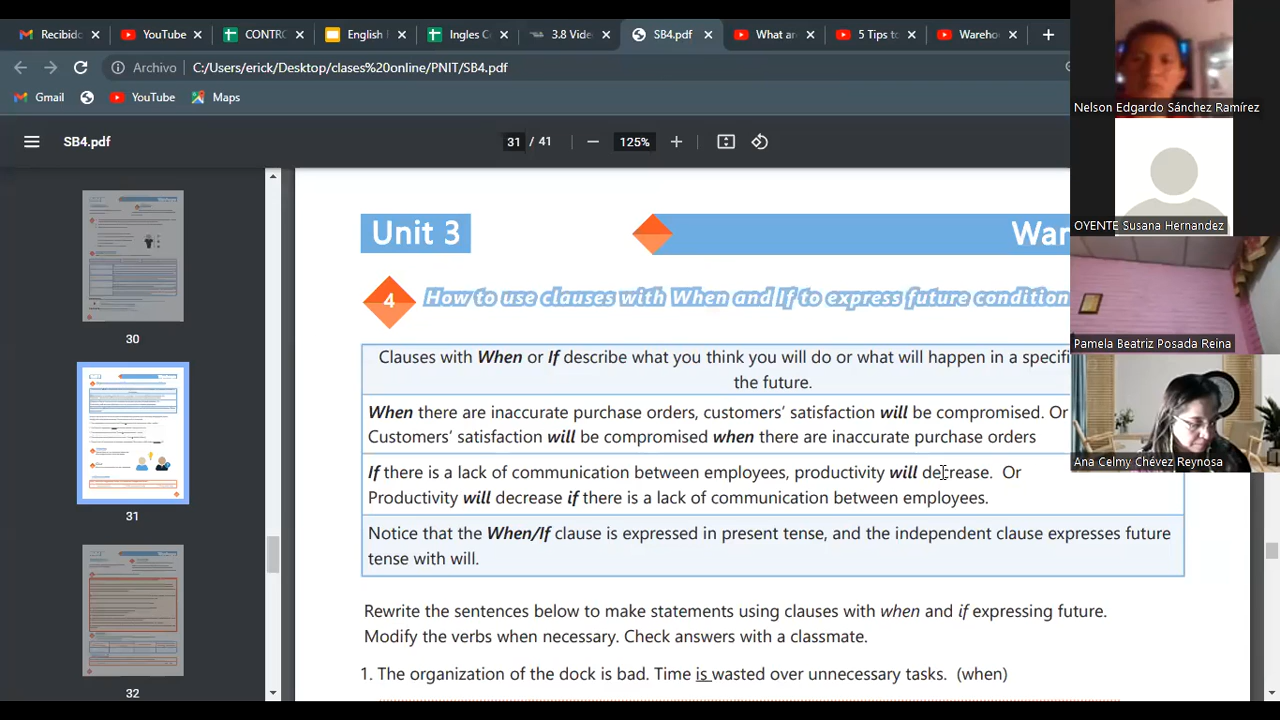 Recibido
YouTube
CONTRO
English
Ingles Co
3.8 Vide
SB4.pdf
What are
5 Tips to
Wareho
Archivo
C:/Users/erick/Desktop/clases%20online/PNIT/SB4.pdf
Gmail
YouTube
Maps
SB4.pdf
31 / 41
125%
30
31
32
Unit 3
War
4
How to use clauses with When and If to express future condition
Clauses with When or If describe what you think you will do or what will happen in a specifi
the future.
When there are inaccurate purchase orders, customers' satisfaction will be compromised. Or
Customers' satisfaction will be compromised when there are inaccurate purchase orders
If there is a lack of communication between employees, productivity will decrease. Or
Productivity will decrease if there is a lack of communication between employees.
Notice that the When/If clause is expressed in present tense, and the independent clause expresses future
tense with will.
Rewrite the sentences below to make statements using clauses with when and if expressing future.
Modify the verbs when necessary. Check answers with a classmate.
1. The organization of the dock is bad. Time is wasted over unnecessary tasks. (when)
Nelson Edgardo Sánchez Ramírez
OYENTE Susana Hernandez
Pamela Beatriz Posada Reina
Ana Celmy Chévez Reynosa